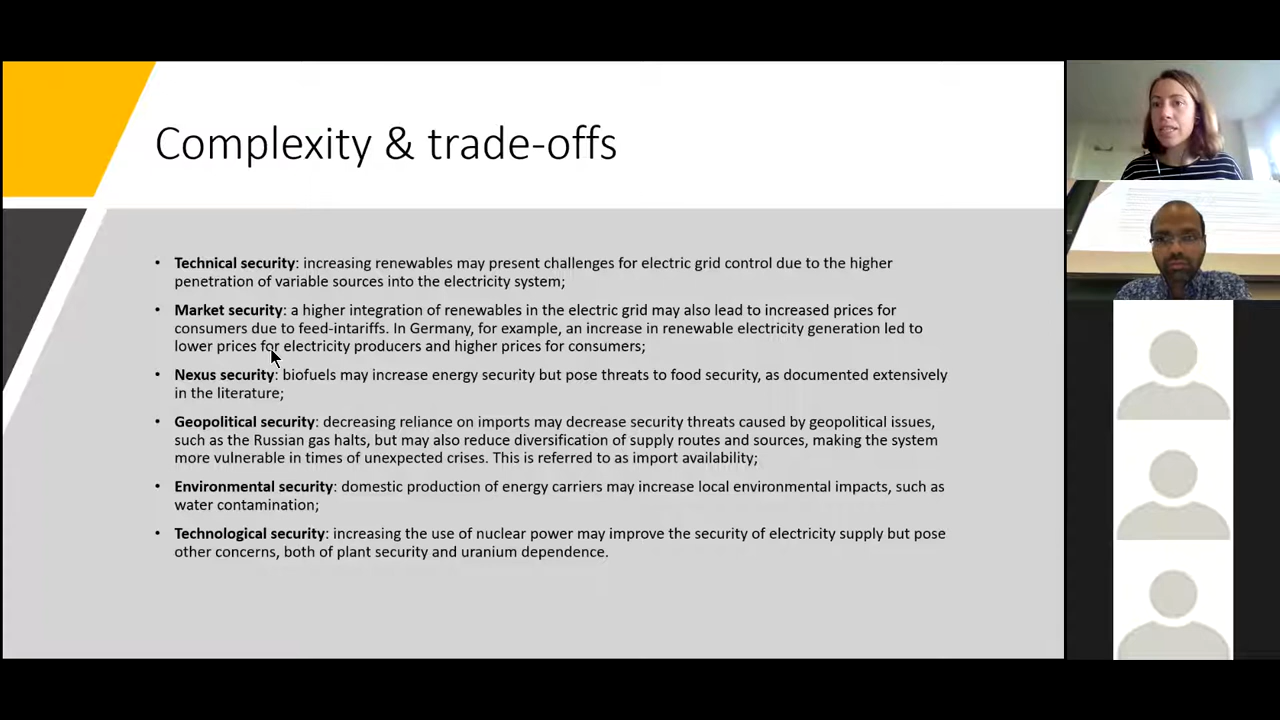 Complexity & trade-offs
• Technical security: increasing renewables may present challenges for electric grid control due to the higher
penetration of variable sources into the electricity system;
• Market security: a higher integration of renewables in the electric grid may also lead to increased prices for
consumers due to feed-intariffs. In Germany, for example, an increase in renewable electricity generation led to
lower prices for electricity producers and higher prices for consumers;
• Nexus security: biofuels may increase energy security but pose threats to food security, as documented extensively
in the literature;
• Geopolitical security: decreasing reliance on imports may decrease security threats caused by geopolitical issues,
such as the Russian gas halts, but may also reduce diversification of supply routes and sources, making the system
more vulnerable in times of unexpected crises. This is referred to as import availability;
• Environmental security: domestic production of energy carriers may increase local environmental impacts, such as
water contamination;
• Technological security: increasing the use of nuclear power may improve the security of electricity supply but pose
other concerns, both of plant security and uranium dependence.